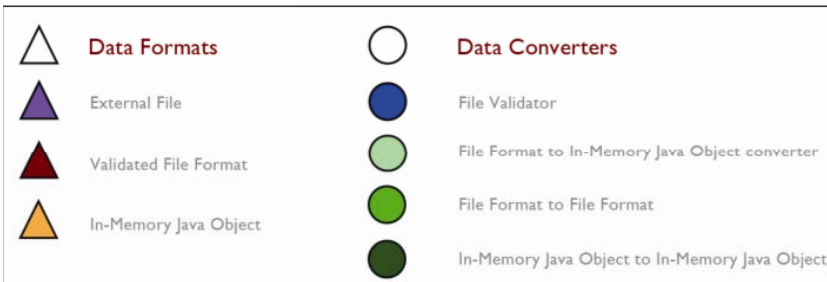 Data Formats
External File
Validated File Format
In-Memory Java Object
Data Converters
File Validator
File Format to In-Memory Java Object converter
File Format to File Format
In-Memory Java Object to In-Memory Java Object